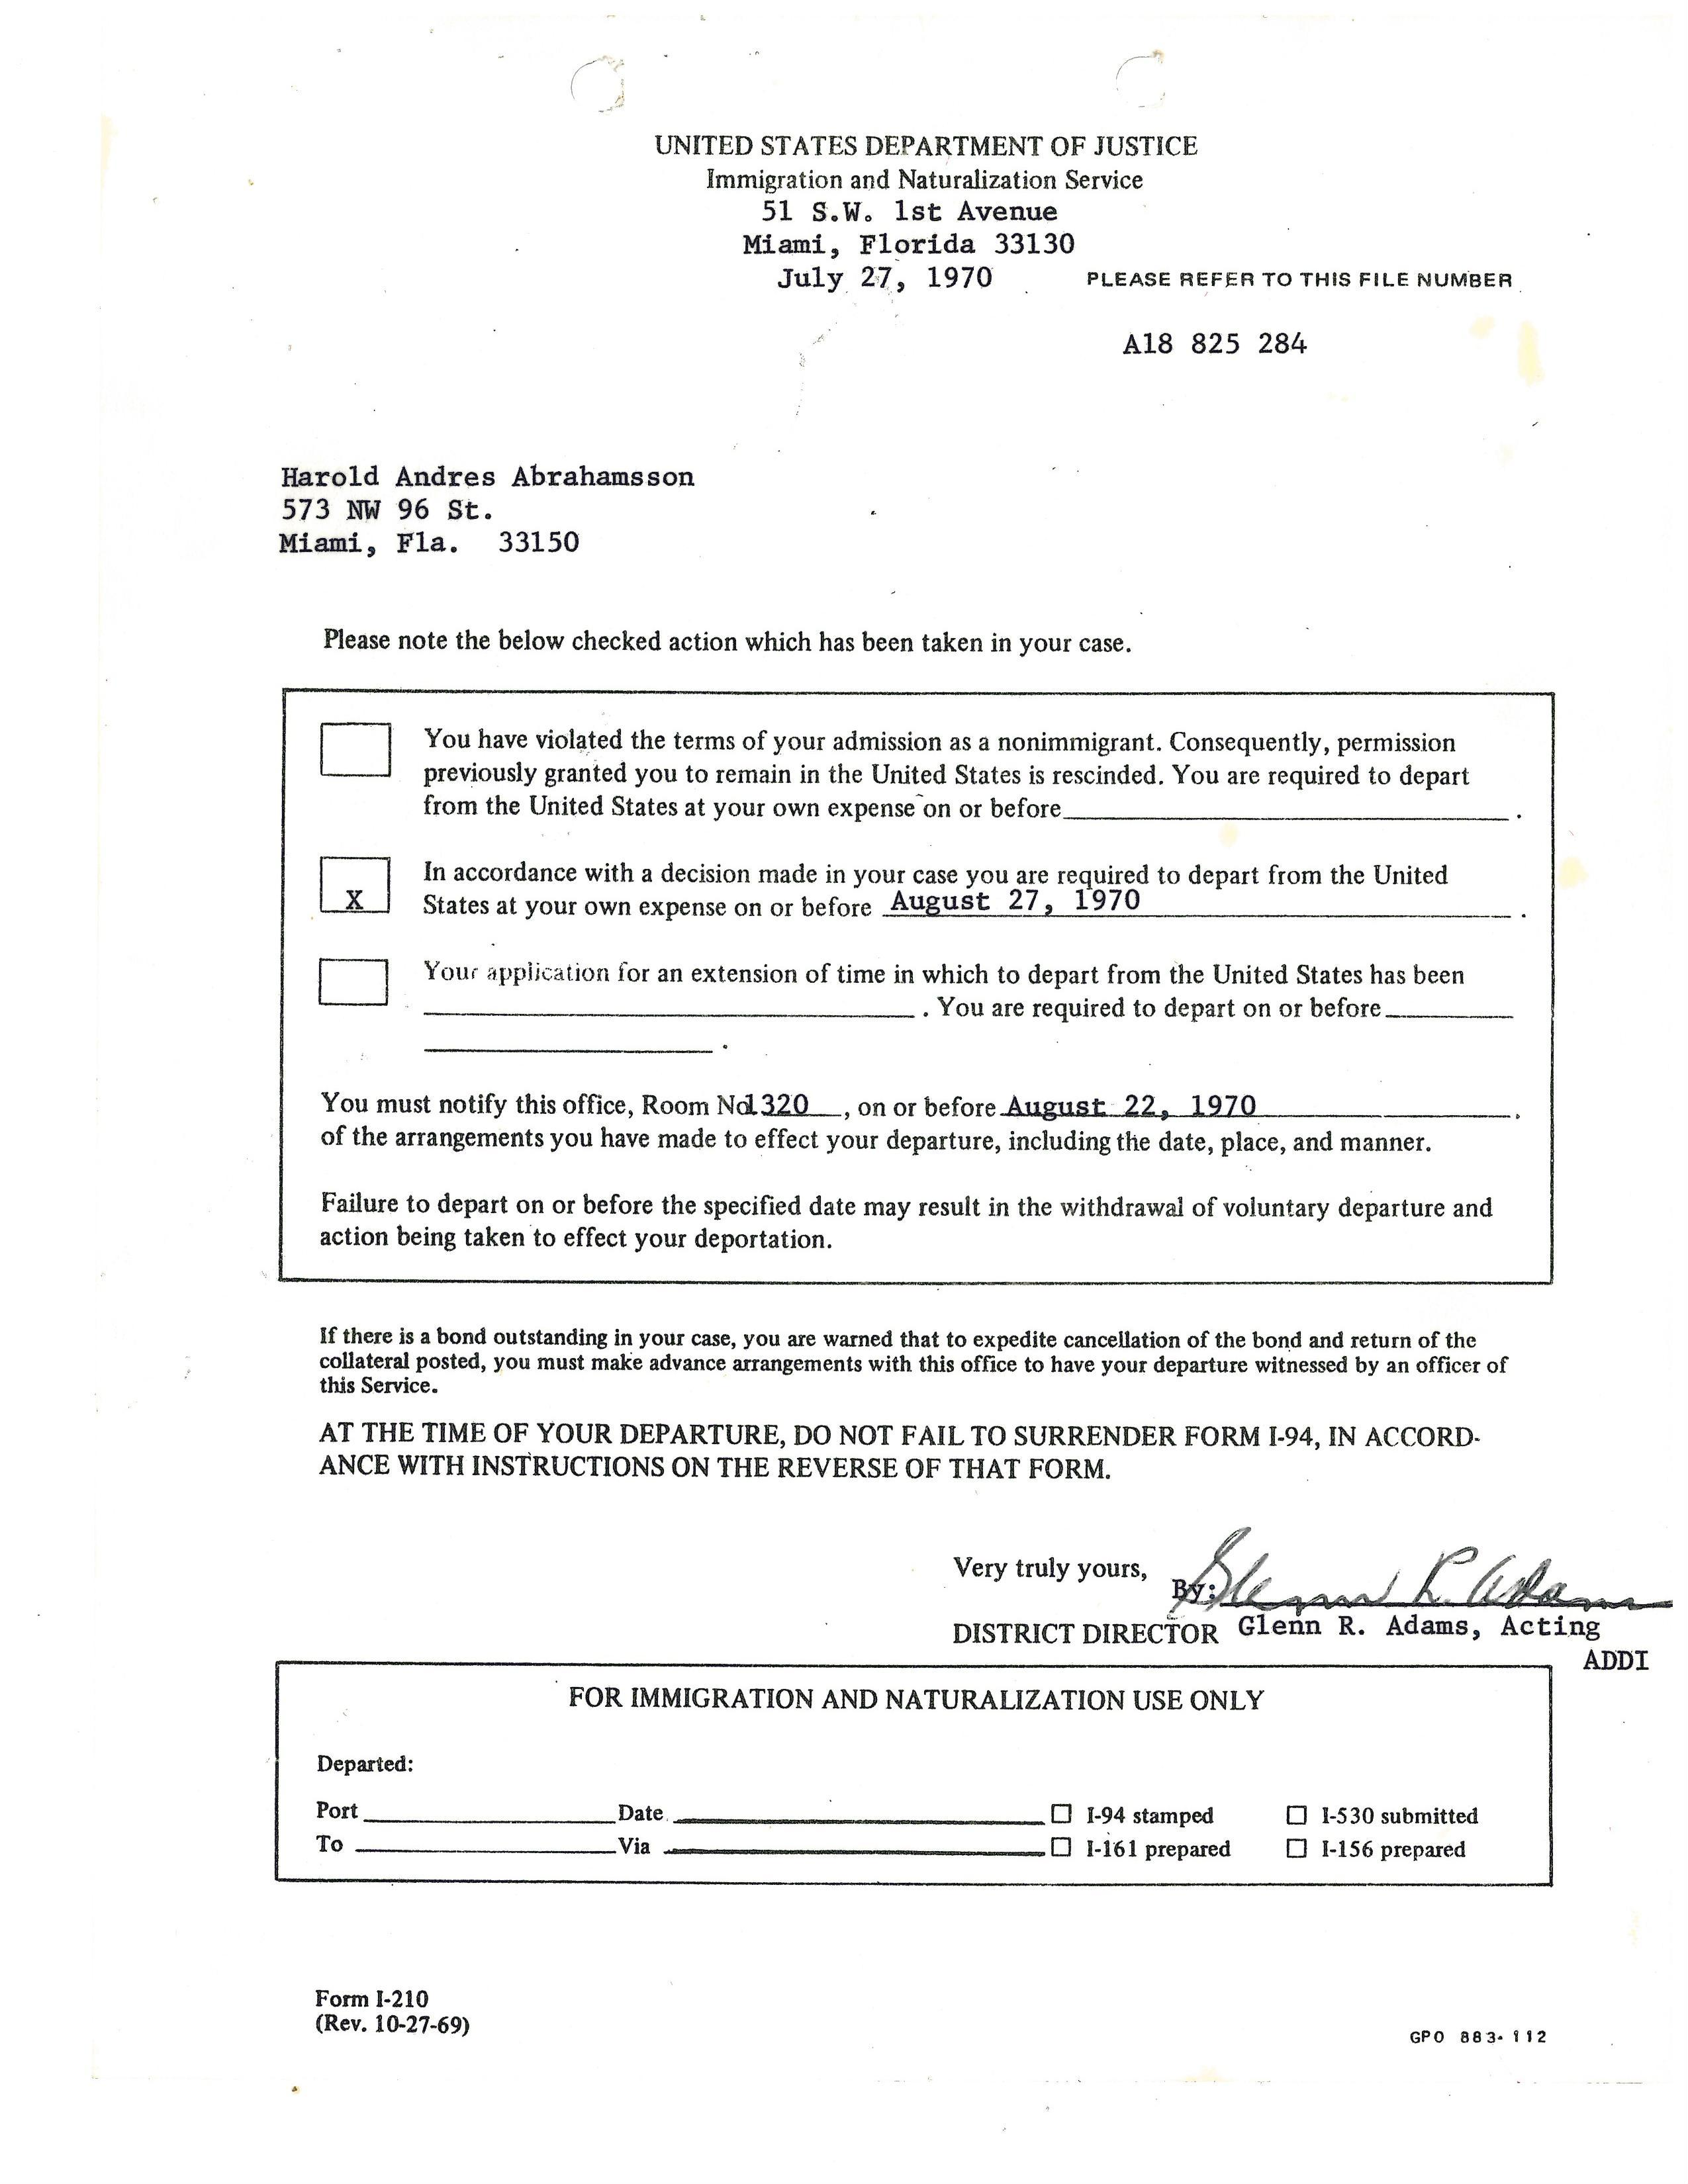 UNITED STATES DEPARTMENT OF JUSTICE
Immigration and Naturalization Service
51 S.W. 1st Avenue
Miami, Florida 33130
July 27, 1970
PLEASE REFER TO THIS FILE NUMBER
A18 825 284
Harold Andres Abrahamsson
573 NW 96 St.
Miami, Fla. 33150
Please note the below checked action which has been taken in your case.
You have violated the terms of your admission as a nonimmigrant. Consequently, permission
previously granted you to remain in the United States is rescinded. You are required to depart
from the United States at your own expense on or before .
In accordance with a decision made in your case you are required to depart from the United
X States at your own expense on or before August 27, 1970 .
Your application for an extension of time in which to depart from the United States has been
. You are required to depart on or before
.
You must notify this office, Room No. 1320 , on or before August 22, 1970 .
of the arrangements you have made to effect your departure, including the date, place, and manner.
Failure to depart on or before the specified date may result in the withdrawal of voluntary departure and
action being taken to effect your deportation.
If there is a bond outstanding in your case, you are warned that to expedite cancellation of the bond and return of the
collateral posted, you must make advance arrangements with this office to have your departure witnessed by an officer of
this Service.
AT THE TIME OF YOUR DEPARTURE, DO NOT FAIL TO SURRENDER FORM I-94, IN ACCORD-
ANCE WITH INSTRUCTIONS ON THE REVERSE OF THAT FORM.
Very truly yours,
By: Glenn R. Adams
DISTRICT DIRECTOR Glenn R. Adams, Acting
ADDI
FOR IMMIGRATION AND NATURALIZATION USE ONLY
Departed:
Port Date I-94 stamped I-530 submitted
To Via I-161 prepared I-156 prepared
Form I-210
(Rev. 10-27-69)
GPO 883-112